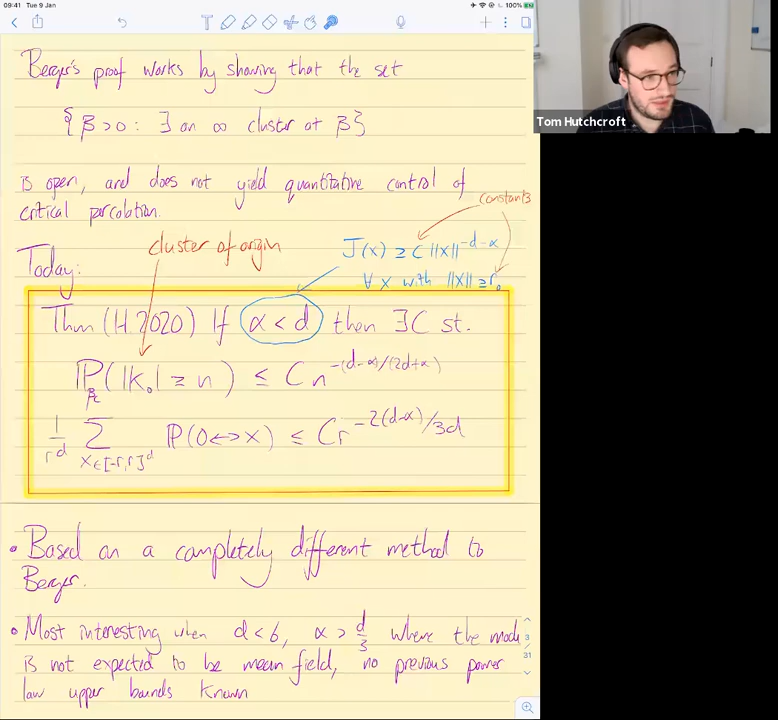 09:41 Tue 9 Jan
100%
Berger's proof works by showing that the set
{β>0: ∃ an ∞ cluster at β}
is open, and does not yield quantitative control of
critical percolation.
constants
cluster of origin
J(x) ≥ C ||x||^{-d-α}
∀ x with ||x|| ≥ r₀
Today:
Thm (H. 2020) If α < d then ∃C st.
P_{βc}(|K₀| ≥ n) ≤ C n^{-(d-α)/(2d+α)}
1/r^d Σ_{x∈[-r,r]^d} P(0↔x) ≤ Cr^{-2(d-α)/3d}
• Based on a completely different method to
Berger.
• Most interesting when d<6, α > d/3 where the mode
is not expected to be mean field, no previous power
law upper bounds known
3
31
Tom Hutchcroft